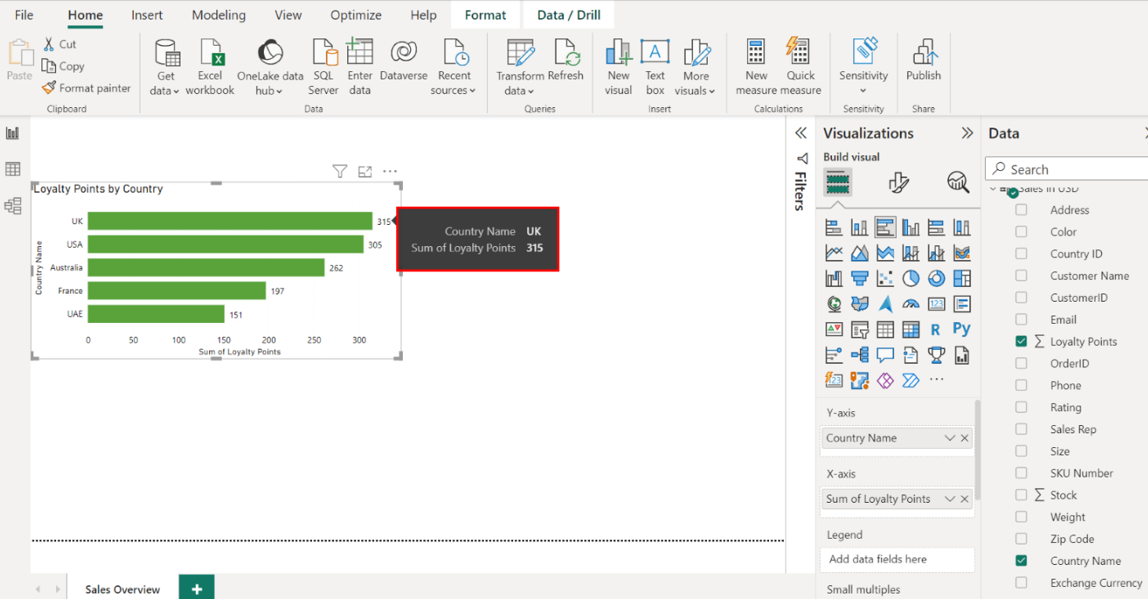 File Home Insert Modeling View Optimize Help Format Data / Drill
Paste
Cut
Copy
Format painter
Clipboard
Get data
Excel workbook
OneLake data hub
SQL Server
Enter data
Dataverse
Recent sources
Data
Transform data
Refresh
Queries
New visual
Text box
More visuals
Insert
New measure
Quick measure
Calculations
Sensitivity
Sensitivity
Publish
Share
Loyalty Points by Country
Country Name
UK 315
USA 305
Australia 262
France 197
UAE 151
0 50 100 150 200 250 300
Sum of Loyalty Points
Country Name UK
Sum of Loyalty Points 315
Filters
Visualizations
Build visual
R Py
123
123
Y-axis
Country Name
X-axis
Sum of Loyalty Points
Legend
Add data fields here
Small multiples
Data
Search
Sales in USD
Address
Color
Country ID
Customer Name
CustomerID
Email
Loyalty Points
OrderID
Phone
Rating
Sales Rep
Size
SKU Number
Stock
Weight
Zip Code
Country Name
Exchange Currency
Sales Overview